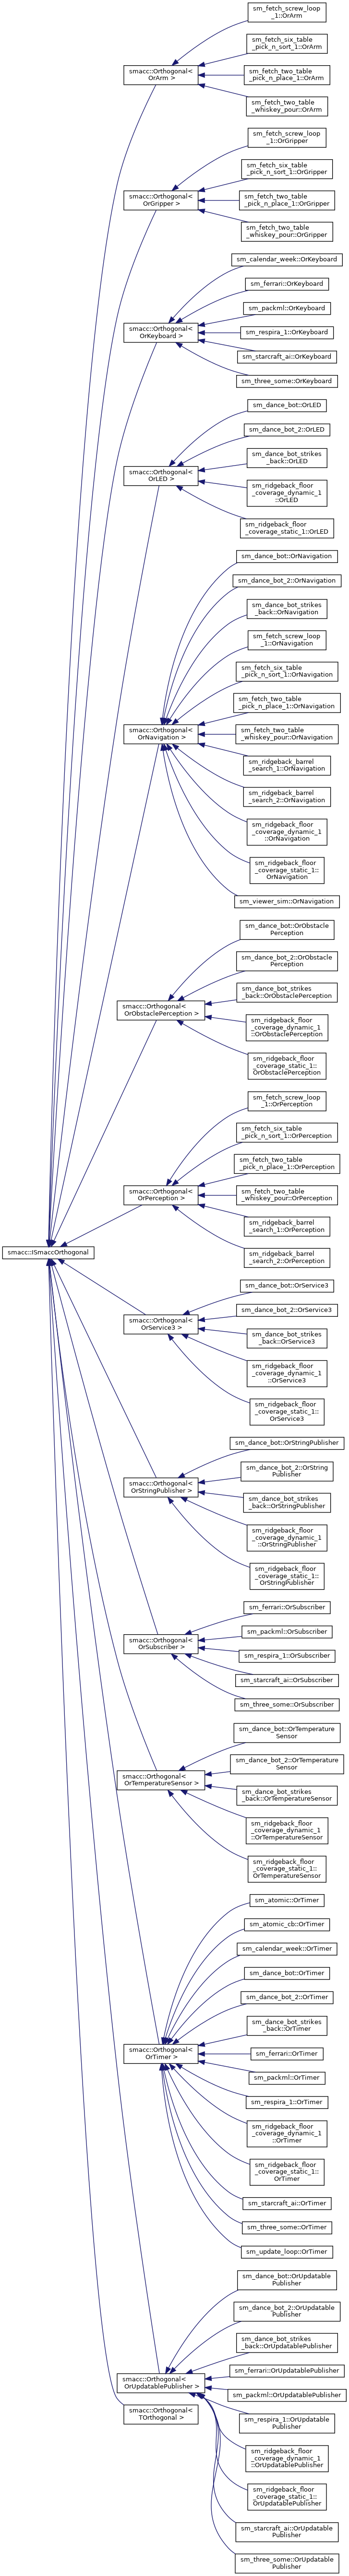 sm_fetch_screw_loop
_1::OrArm
sm_fetch_six_table
_pick_n_sort_1::OrArm
smacc::Orthogonal<
OrArm >
sm_fetch_two_table
_pick_n_place_1::OrArm
sm_fetch_two_table
_whiskey_pour::OrArm
sm_fetch_screw_loop
_1::OrGripper
sm_fetch_six_table
_pick_n_sort_1::OrGripper
smacc::Orthogonal<
OrGripper >
sm_fetch_two_table
_pick_n_place_1::OrGripper
sm_fetch_two_table
_whiskey_pour::OrGripper
sm_calendar_week::OrKeyboard
sm_ferrari::OrKeyboard
sm_packml::OrKeyboard
smacc::Orthogonal<
OrKeyboard >
sm_respira_1::OrKeyboard
sm_starcraft_ai::OrKeyboard
sm_three_some::OrKeyboard
sm_dance_bot::OrLED
sm_dance_bot_2::OrLED
sm_dance_bot_strikes
_back::OrLED
smacc::Orthogonal<
OrLED >
sm_ridgeback_floor
_coverage_dynamic_1
::OrLED
sm_ridgeback_floor
_coverage_static_1::OrLED
sm_dance_bot::OrNavigation
sm_dance_bot_2::OrNavigation
sm_dance_bot_strikes
_back::OrNavigation
sm_fetch_screw_loop
_1::OrNavigation
sm_fetch_six_table
_pick_n_sort_1::OrNavigation
sm_fetch_two_table
_pick_n_place_1::OrNavigation
smacc::Orthogonal<
OrNavigation >
sm_fetch_two_table
_whiskey_pour::OrNavigation
sm_ridgeback_barrel
_search_1::OrNavigation
sm_ridgeback_barrel
_search_2::OrNavigation
sm_ridgeback_floor
_coverage_dynamic_1
::OrNavigation
sm_ridgeback_floor
_coverage_static_1::
OrNavigation
sm_viewer_sim::OrNavigation
sm_dance_bot::OrObstacle
Perception
sm_dance_bot_2::OrObstacle
Perception
sm_dance_bot_strikes
_back::OrObstaclePerception
smacc::Orthogonal<
OrObstaclePerception >
sm_ridgeback_floor
_coverage_dynamic_1
::OrObstaclePerception
sm_ridgeback_floor
_coverage_static_1::
OrObstaclePerception
sm_fetch_screw_loop
_1::OrPerception
sm_fetch_six_table
_pick_n_sort_1::OrPerception
sm_fetch_two_table
_pick_n_place_1::OrPerception
smacc::Orthogonal<
OrPerception >
sm_fetch_two_table
_whiskey_pour::OrPerception
sm_ridgeback_barrel
_search_1::OrPerception
sm_ridgeback_barrel
_search_2::OrPerception
smacc::ISmaccOrthogonal
sm_dance_bot::OrService3
sm_dance_bot_2::OrService3
smacc::Orthogonal<
OrService3 >
sm_dance_bot_strikes
_back::OrService3
sm_ridgeback_floor
_coverage_dynamic_1
::OrService3
sm_ridgeback_floor
_coverage_static_1::
OrService3
sm_dance_bot::OrStringPublisher
sm_dance_bot_2::OrString
Publisher
smacc::Orthogonal<
OrStringPublisher >
sm_dance_bot_strikes
_back::OrStringPublisher
sm_ridgeback_floor
_coverage_dynamic_1
::OrStringPublisher
sm_ridgeback_floor
_coverage_static_1::
OrStringPublisher
sm_ferrari::OrSubscriber
sm_packml::OrSubscriber
smacc::Orthogonal<
OrSubscriber >
sm_respira_1::OrSubscriber
sm_starcraft_ai::OrSubscriber
sm_three_some::OrSubscriber
sm_dance_bot::OrTemperature
Sensor
sm_dance_bot_2::OrTemperature
Sensor
smacc::Orthogonal<
OrTemperatureSensor >
sm_dance_bot_strikes
_back::OrTemperatureSensor
sm_ridgeback_floor
_coverage_dynamic_1
::OrTemperatureSensor
sm_ridgeback_floor
_coverage_static_1::
OrTemperatureSensor
sm_atomic::OrTimer
sm_atomic_cb::OrTimer
sm_calendar_week::OrTimer
sm_dance_bot::OrTimer
sm_dance_bot_2::OrTimer
sm_dance_bot_strikes
_back::OrTimer
smacc::Orthogonal<
OrTimer >
sm_ferrari::OrTimer
sm_packml::OrTimer
sm_respira_1::OrTimer
sm_ridgeback_floor
_coverage_dynamic_1
::OrTimer
sm_ridgeback_floor
_coverage_static_1::
OrTimer
sm_starcraft_ai::OrTimer
sm_three_some::OrTimer
sm_update_loop::OrTimer
sm_dance_bot::OrUpdatable
Publisher
sm_dance_bot_2::OrUpdatable
Publisher
sm_dance_bot_strikes
_back::OrUpdatablePublisher
sm_ferrari::OrUpdatablePublisher
smacc::Orthogonal<
OrUpdatablePublisher >
sm_packml::OrUpdatablePublisher
smacc::Orthogonal<
TOrthogonal >
sm_respira_1::OrUpdatable
Publisher
sm_ridgeback_floor
_coverage_dynamic_1
::OrUpdatablePublisher
sm_ridgeback_floor
_coverage_static_1::
OrUpdatablePublisher
sm_starcraft_ai::OrUpdatable
Publisher
sm_three_some::OrUpdatable
Publisher